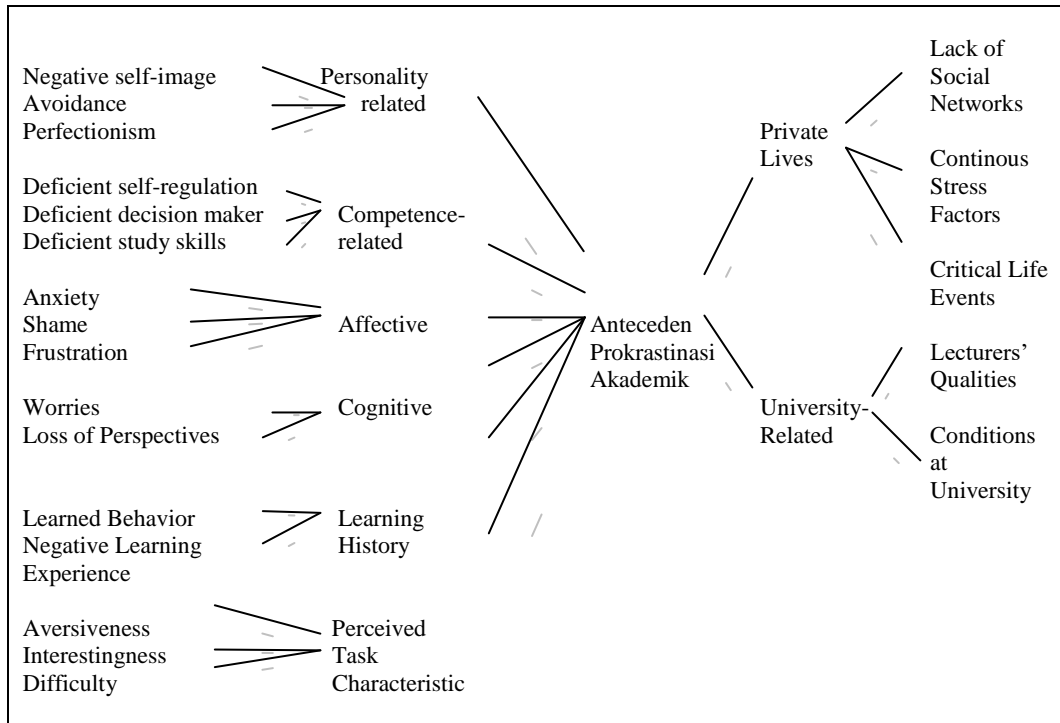 Negative self-image
Avoidance
Perfectionism
Personality
related
Deficient self-regulation
Deficient decision maker
Deficient study skills
Competence-
related
Anxiety
Shame
Frustration
Affective
Worries
Loss of Perspectives
Cognitive
Learned Behavior
Negative Learning
Experience
Learning
History
Aversiveness
Interestingness
Difficulty
Perceived
Task
Characteristic
Anteceden
Prokrastinasi
Akademik
Private
Lives
University-
Related
Lack of
Social
Networks
Continous
Stress
Factors
Critical Life
Events
Lecturers’
Qualities
Conditions
at
University